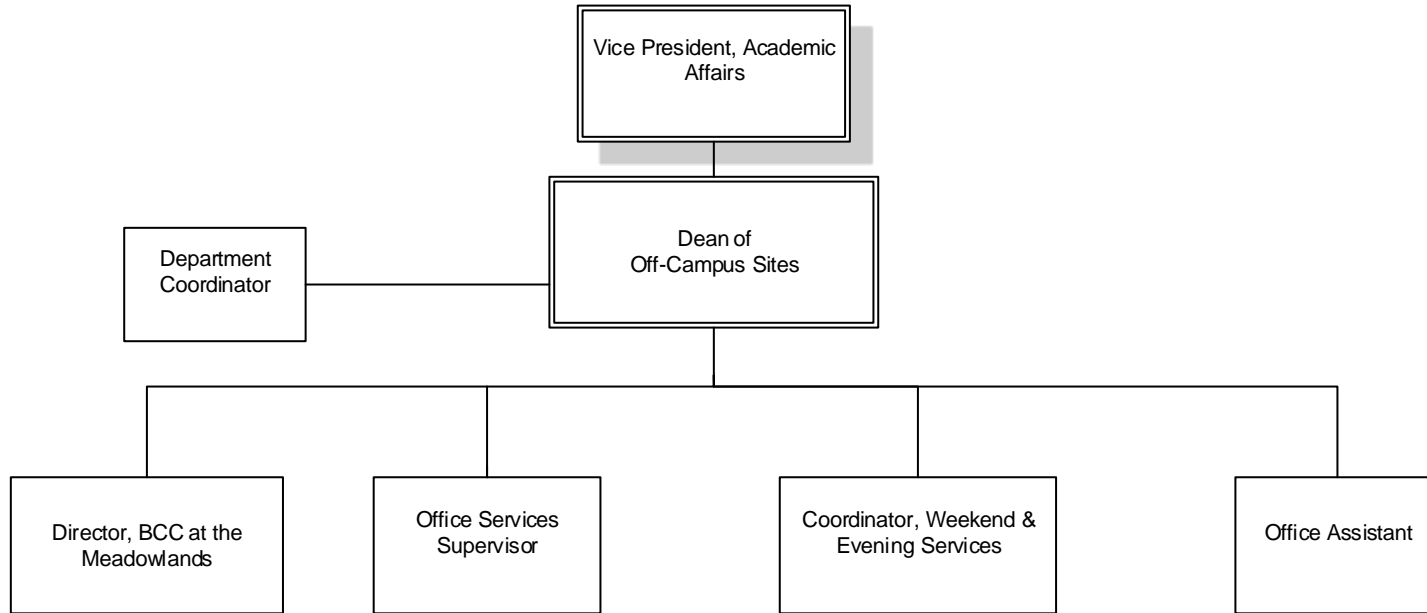 Vice President, Academic
Affairs
Dean of
Off-Campus Sites
Department
Coordinator
Director, BCC at the
Meadowlands
Office Services
Supervisor
Coordinator, Weekend &
Evening Services
Office Assistant